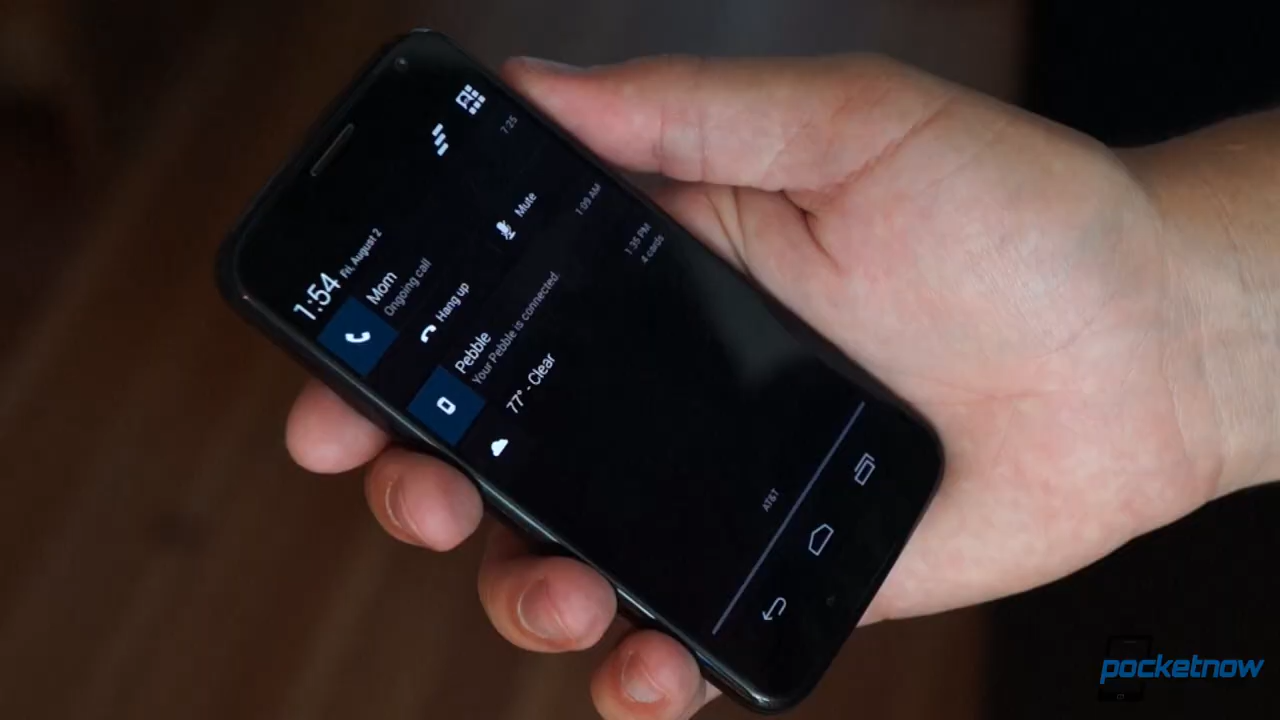 1:54 Fri, August 2
Mom 7:25
Ongoing call
Hang up Mute
Pebble 1:09 AM
Your Pebble is connected.
77° - Clear 1:35 PM
4 cards
AT&T
pocketnow